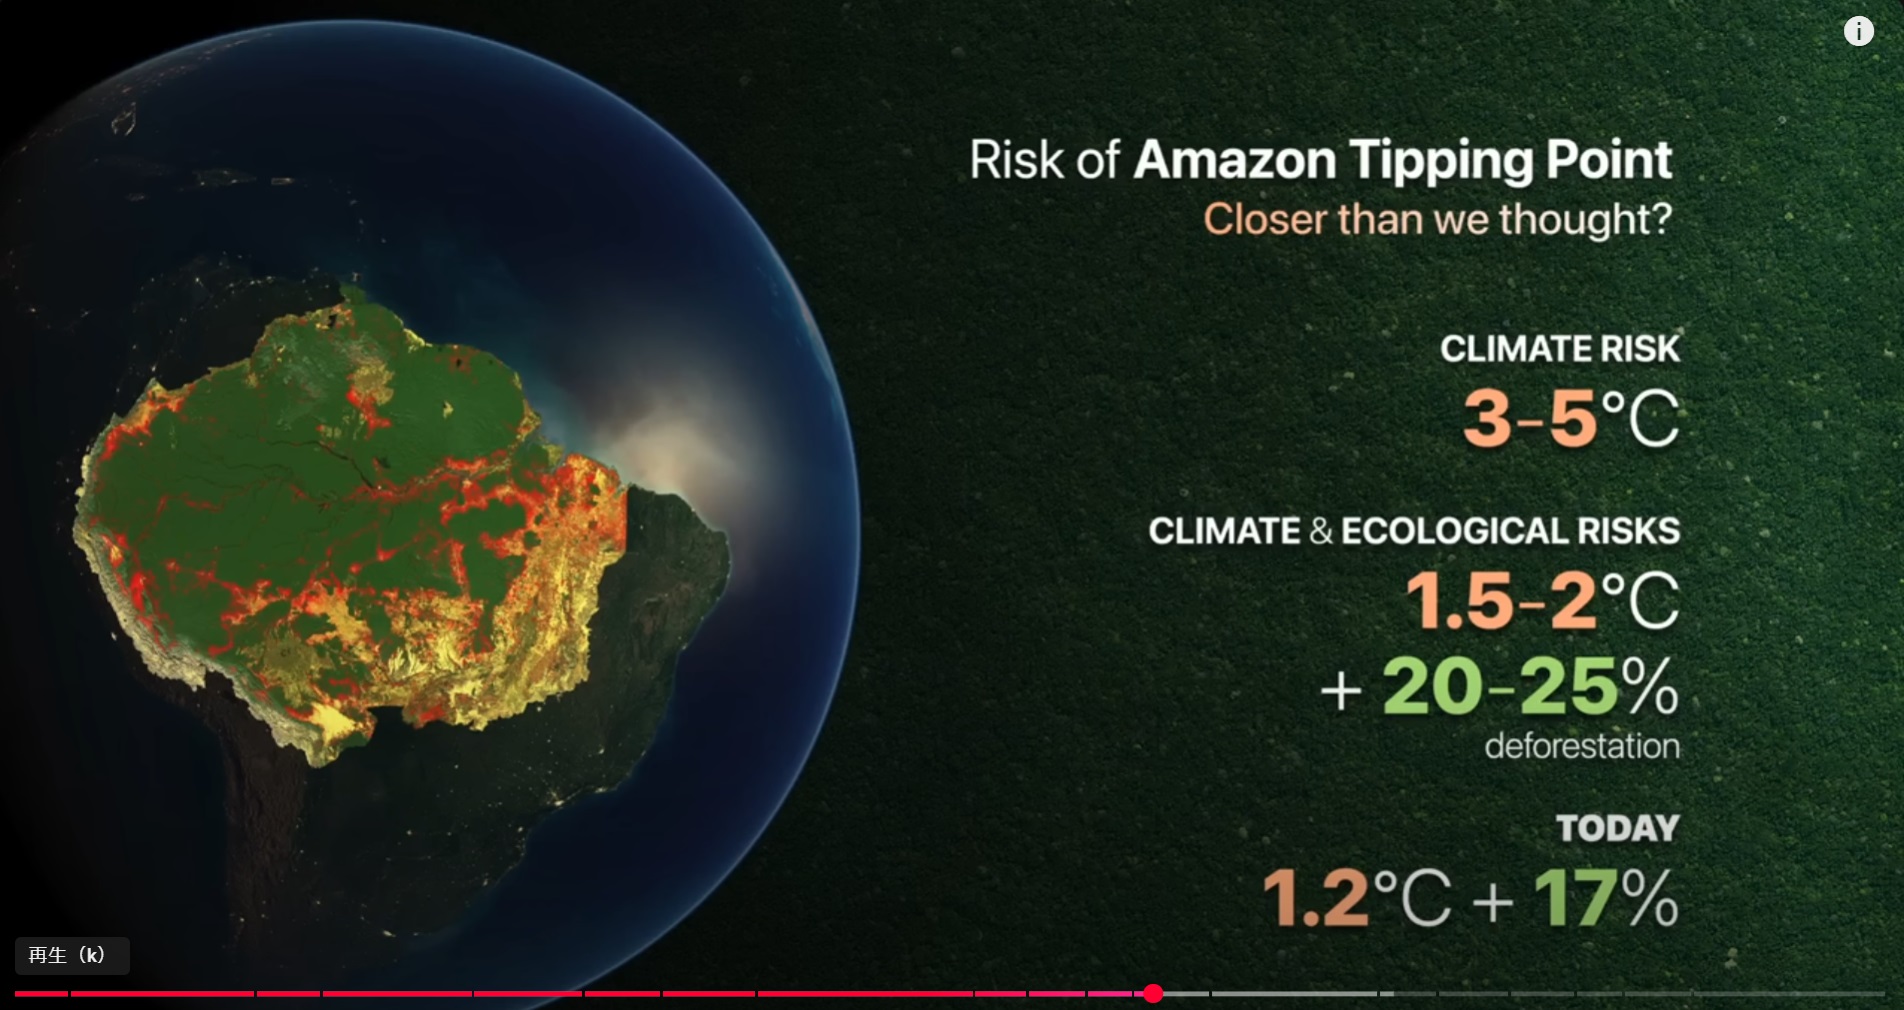 Risk of Amazon Tipping Point
Closer than we thought?
CLIMATE RISK
3-5°C
CLIMATE & ECOLOGICAL RISKS
1.5-2°C
+ 20-25%
deforestation
TODAY
1.2°C + 17%
再生（k）